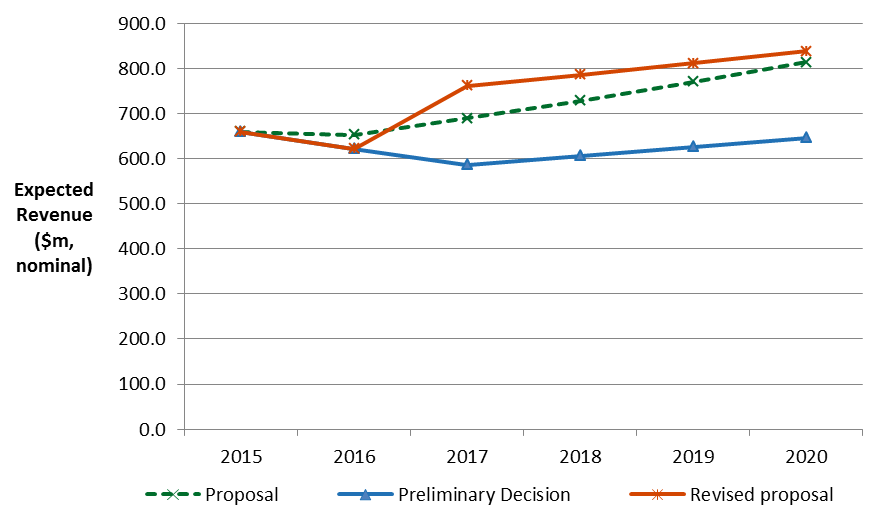 900.0
800.0
700.0
600.0
500.0
400.0
300.0
200.0
100.0
0.0
Expected
Revenue
($m,
nominal)
2015 2016 2017 2018 2019 2020
Proposal Preliminary Decision Revised proposal